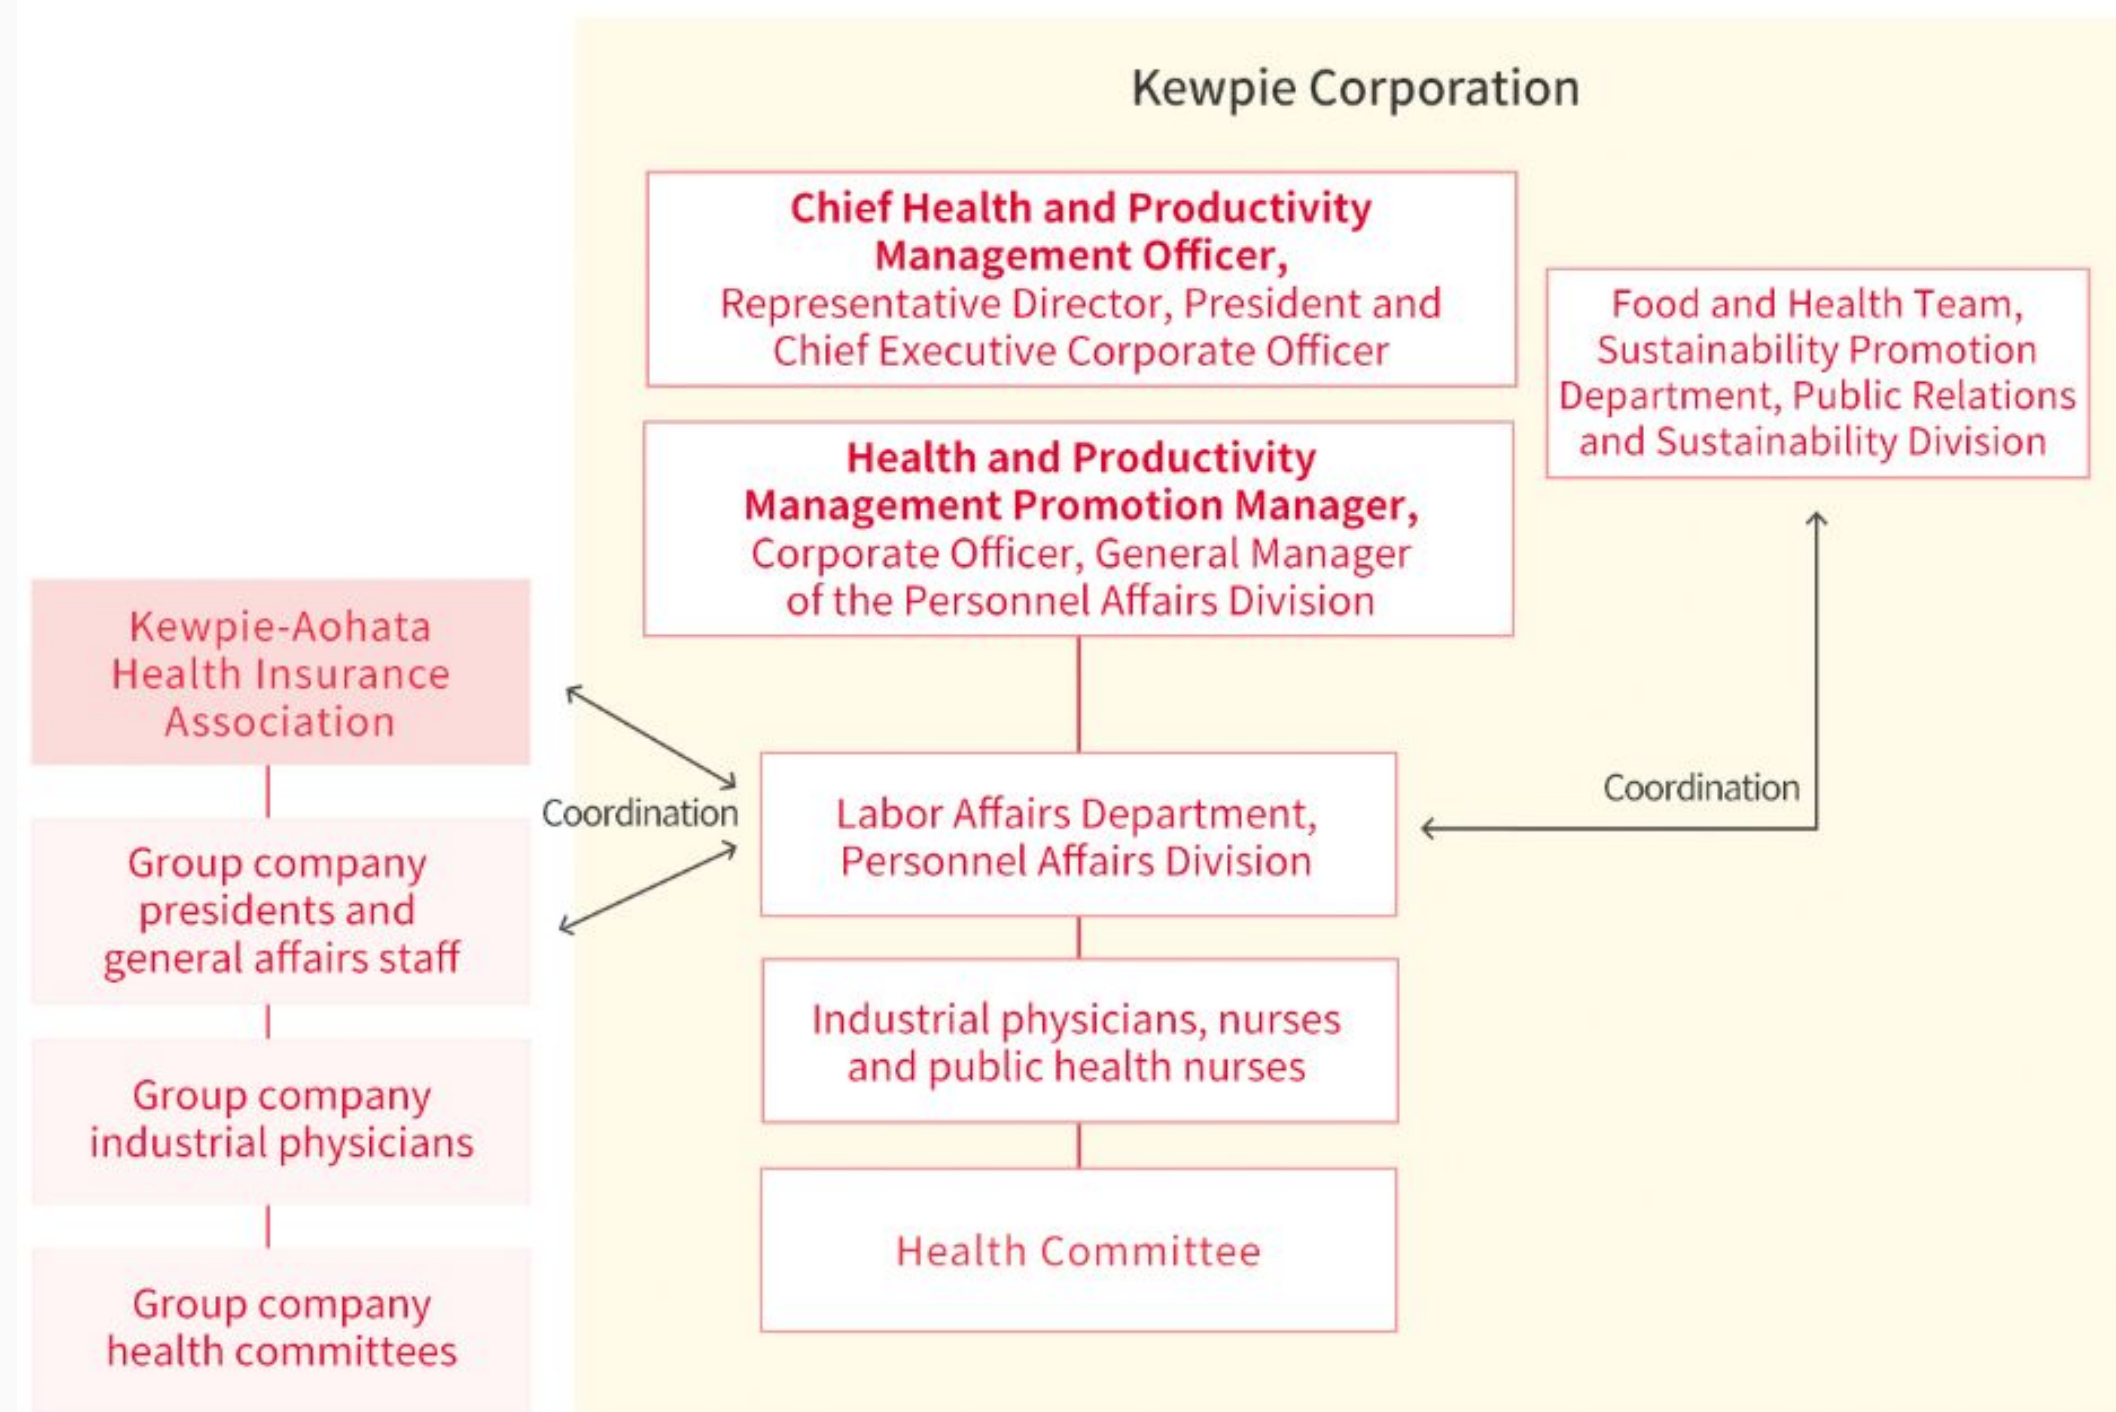 Kewpie Corporation
Chief Health and Productivity
Management Officer,
Representative Director, President and
Chief Executive Corporate Officer
Food and Health Team,
Sustainability Promotion
Department, Public Relations
and Sustainability Division
Health and Productivity
Management Promotion Manager,
Corporate Officer, General Manager
of the Personnel Affairs Division
Kewpie-Aohata
Health Insurance
Association
Coordination
Labor Affairs Department,
Personnel Affairs Division
Coordination
Group company
presidents and
general affairs staff
Industrial physicians, nurses
and public health nurses
Group company
industrial physicians
Health Committee
Group company
health committees